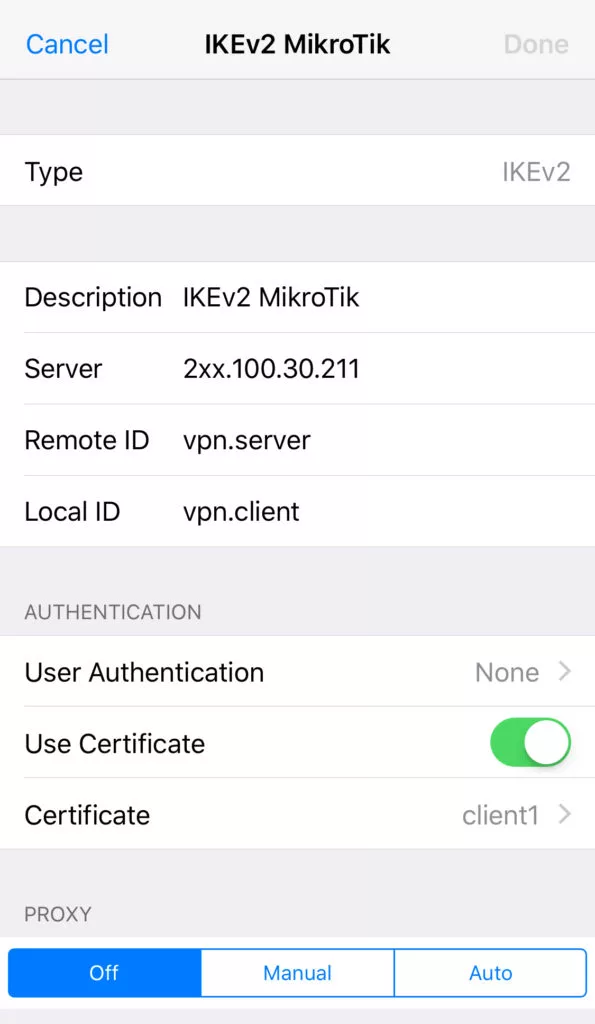 Cancel IKEv2 MikroTik Done
Type IKEv2
Description IKEv2 MikroTik
Server 2xx.100.30.211
Remote ID vpn.server
Local ID vpn.client
AUTHENTICATION
User Authentication None
Use Certificate
Certificate client1
PROXY
Off Manual Auto